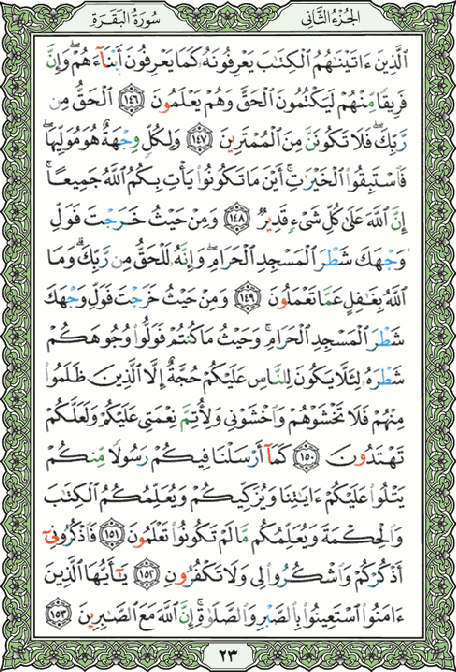 الجُزْءُ الثَّانِى سُورَةُ البَقَرَةِ
ٱلَّذِينَ ءَاتَيْنَٰهُمُ ٱلْكِتَٰبَ يَعْرِفُونَهُۥ كَمَا يَعْرِفُونَ أَبْنَآءَهُمْ ۖ وَإِنَّ
فَرِيقًا مِّنْهُمْ لَيَكْتُمُونَ ٱلْحَقَّ وَهُمْ يَعْلَمُونَ ١٤٦ ٱلْحَقُّ مِن
رَّبِّكَ ۖ فَلَا تَكُونَنَّ مِنَ ٱلْمُمْتَرِينَ ١٤٧ وَلِكُلٍّ وِجْهَةٌ هُوَ مُوَلِّيهَا ۖ
فَٱسْتَبِقُوا۟ ٱلْخَيْرَٰتِ ۚ أَيْنَ مَا تَكُونُوا۟ يَأْتِ بِكُمُ ٱللَّهُ جَمِيعًا ۚ
إِنَّ ٱللَّهَ عَلَىٰ كُلِّ شَىْءٍ قَدِيرٌ ١٤٨ وَمِنْ حَيْثُ خَرَجْتَ فَوَلِّ
وَجْهَكَ شَطْرَ ٱلْمَسْجِدِ ٱلْحَرَامِ ۖ وَإِنَّهُۥ لَلْحَقُّ مِن رَّبِّكَ ۗ وَمَا
ٱللَّهُ بِغَٰفِلٍ عَمَّا تَعْمَلُونَ ١٤٩ وَمِنْ حَيْثُ خَرَجْتَ فَوَلِّ وَجْهَكَ
شَطْرَ ٱلْمَسْجِدِ ٱلْحَرَامِ ۚ وَحَيْثُ مَا كُنتُمْ فَوَلُّوا۟ وُجُوهَكُمْ
شَطْرَهُۥ لِئَلَّا يَكُونَ لِلنَّاسِ عَلَيْكُمْ حُجَّةٌ إِلَّا ٱلَّذِينَ ظَلَمُوا۟
مِنْهُمْ فَلَا تَخْشَوْهُمْ وَٱخْشَوْنِى وَلِأُتِمَّ نِعْمَتِى عَلَيْكُمْ وَلَعَلَّكُمْ
تَهْتَدُونَ ١٥٠ كَمَآ أَرْسَلْنَا فِيكُمْ رَسُولًا مِّنكُمْ
يَتْلُوا۟ عَلَيْكُمْ ءَايَٰتِنَا وَيُزَكِّيكُمْ وَيُعَلِّمُكُمُ ٱلْكِتَٰبَ
وَٱلْحِكْمَةَ وَيُعَلِّمُكُم مَّا لَمْ تَكُونُوا۟ تَعْلَمُونَ ١٥١ فَٱذْكُرُونِىٓ
أَذْكُرْكُمْ وَٱشْكُرُوا۟ لِى وَلَا تَكْفُرُونِ ١٥٢ يَٰٓأَيُّهَا ٱلَّذِينَ
ءَامَنُوا۟ ٱسْتَعِينُوا۟ بِٱلصَّبْرِ وَٱلصَّلَوٰةِ ۚ إِنَّ ٱللَّهَ مَعَ ٱلصَّٰبِرِينَ ١٥٣
٢٣